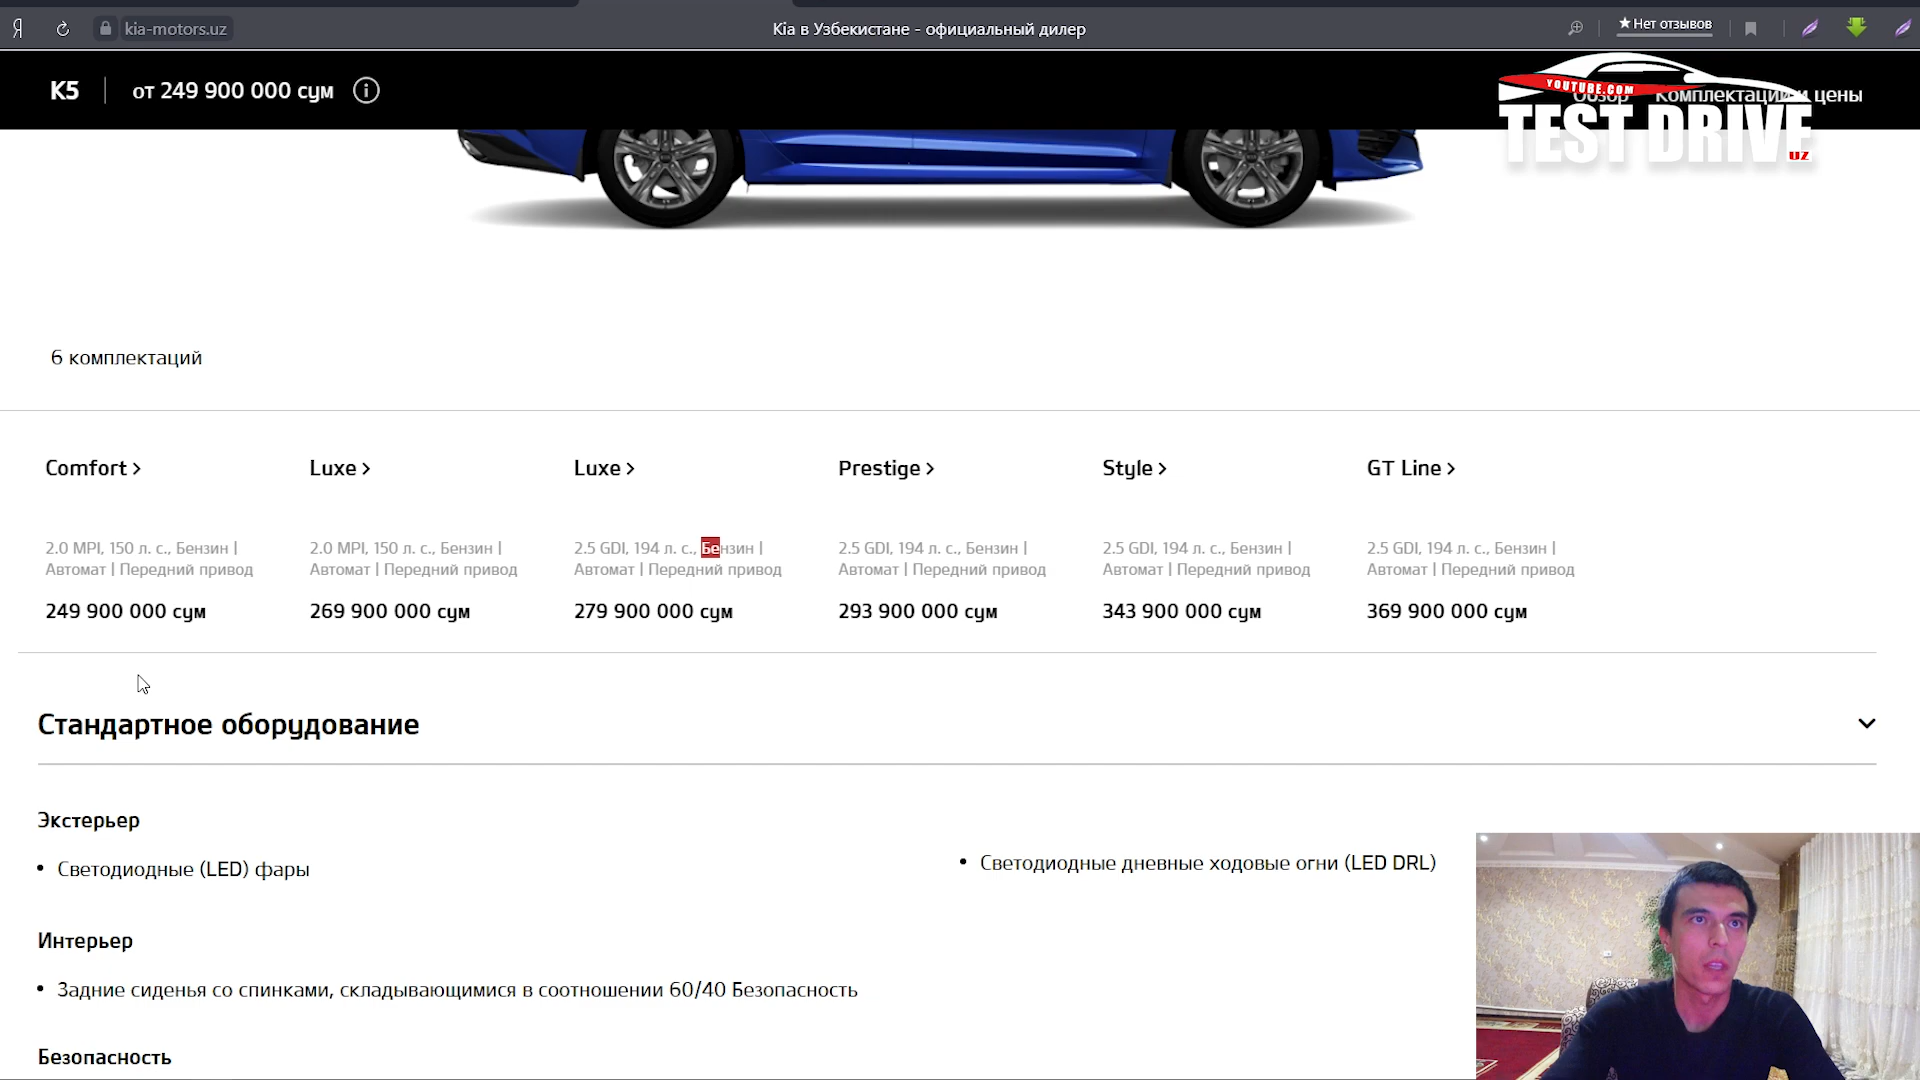 Я
kia-motors.uz
Kia в Узбекистане - официальный дилер
★Нет отзывов
K5
от 249 900 000 сум
Обзор
Комплектации и цены
YOUTUBE.COM
TEST DRIVE
UZ
6 комплектаций
Comfort >
2.0 MPI, 150 л. с., Бензин |
Автомат | Передний привод
249 900 000 сум
Luxe >
2.0 MPI, 150 л. с., Бензин |
Автомат | Передний привод
269 900 000 сум
Luxe >
2.5 GDI, 194 л. с., Бензин |
Автомат | Передний привод
279 900 000 сум
Prestige >
2.5 GDI, 194 л. с., Бензин |
Автомат | Передний привод
293 900 000 сум
Style >
2.5 GDI, 194 л. с., Бензин |
Автомат | Передний привод
343 900 000 сум
GT Line >
2.5 GDI, 194 л. с., Бензин |
Автомат | Передний привод
369 900 000 сум
Стандартное оборудование
Экстерьер
• Светодиодные (LED) фары
• Светодиодные дневные ходовые огни (LED DRL)
Интерьер
• Задние сиденья со спинками, складывающимися в соотношении 60/40 Безопасность
Безопасность